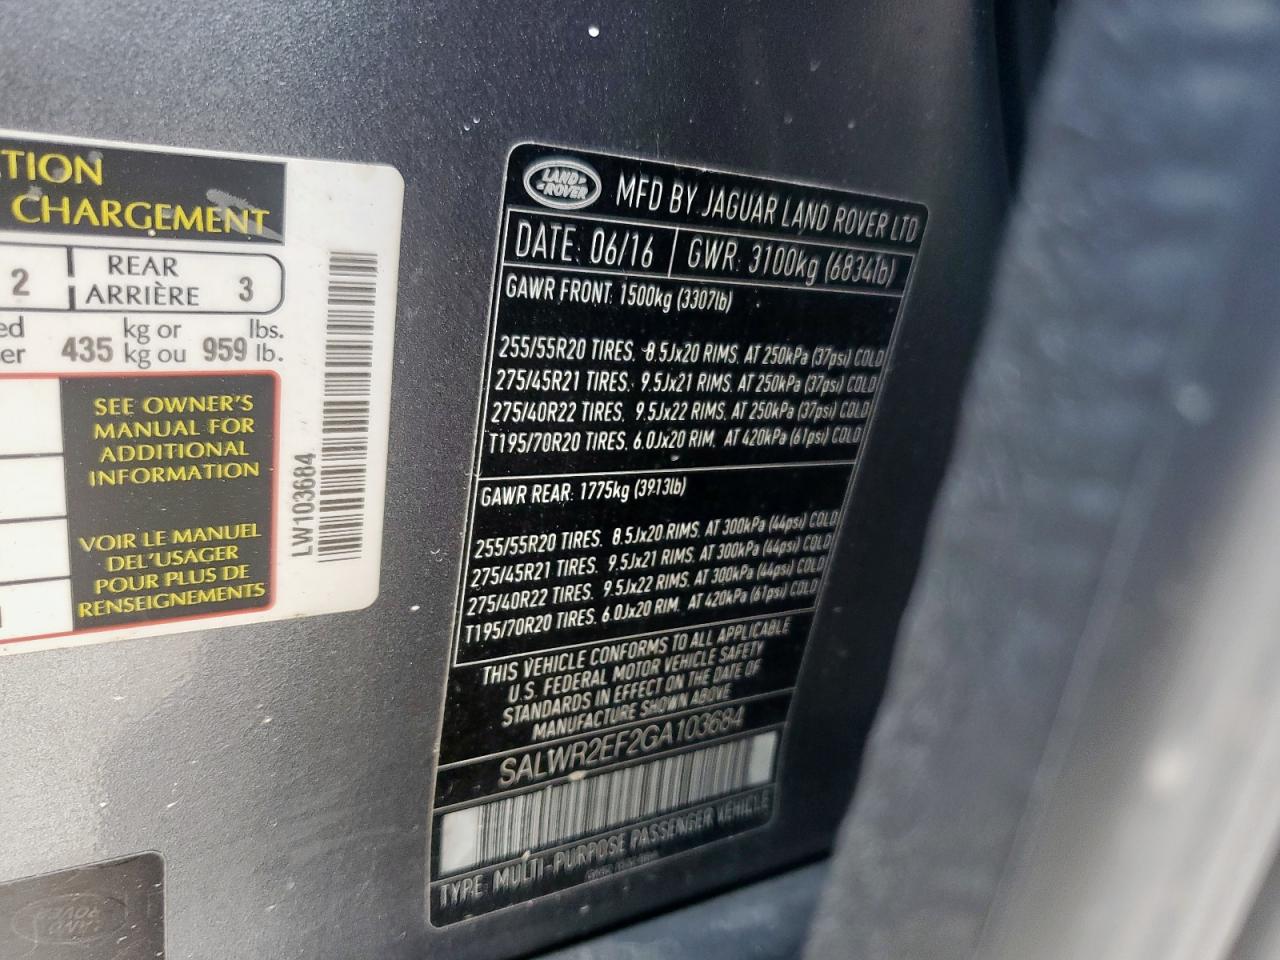 TION
CHARGEMENT
2 REAR ARRIÈRE 3
ed 435 kg or 959 lbs.
er kg ou lb.
SEE OWNER'S
MANUAL FOR
ADDITIONAL
INFORMATION
VOIR LE MANUEL
DEL'USAGER
POUR PLUS DE
RENSEIGNEMENTS
LW103684
LAND ROVER
MFD BY JAGUAR LAND ROVER LTD
DATE: 06/16 GWR: 3100kg (6834lb)
GAWR FRONT: 1500kg (3307lb)
255/55R20 TIRES. 8.5Jx20 RIMS. AT 250kPa (37psi) COLD
275/45R21 TIRES. 9.5Jx21 RIMS. AT 250kPa (37psi) COLD
275/40R22 TIRES. 9.5Jx22 RIMS. AT 250kPa (37psi) COLD
T195/70R20 TIRES. 6.0Jx20 RIM. AT 420kPa (61psi) COLD
GAWR REAR: 1775kg (3913lb)
255/55R20 TIRES. 8.5Jx20 RIMS. AT 300kPa (44psi) COLD
275/45R21 TIRES. 9.5Jx21 RIMS. AT 300kPa (44psi) COLD
275/40R22 TIRES. 9.5Jx22 RIMS. AT 300kPa (44psi) COLD
T195/70R20 TIRES. 6.0Jx20 RIM. AT 420kPa (61psi) COLD
THIS VEHICLE CONFORMS TO ALL APPLICABLE
U.S. FEDERAL MOTOR VEHICLE SAFETY
STANDARDS IN EFFECT ON THE DATE OF
MANUFACTURE SHOWN ABOVE
SALWR2EF2GA103684
TYPE: MULTI-PURPOSE PASSENGER VEHICLE